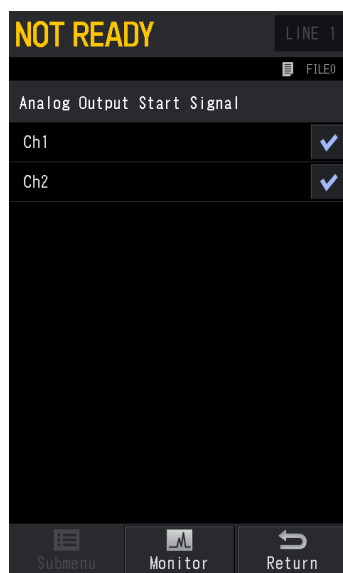 NOT READY LINE 1
FILE0
Analog Output Start Signal
Ch1
Ch2
Submenu Monitor Return